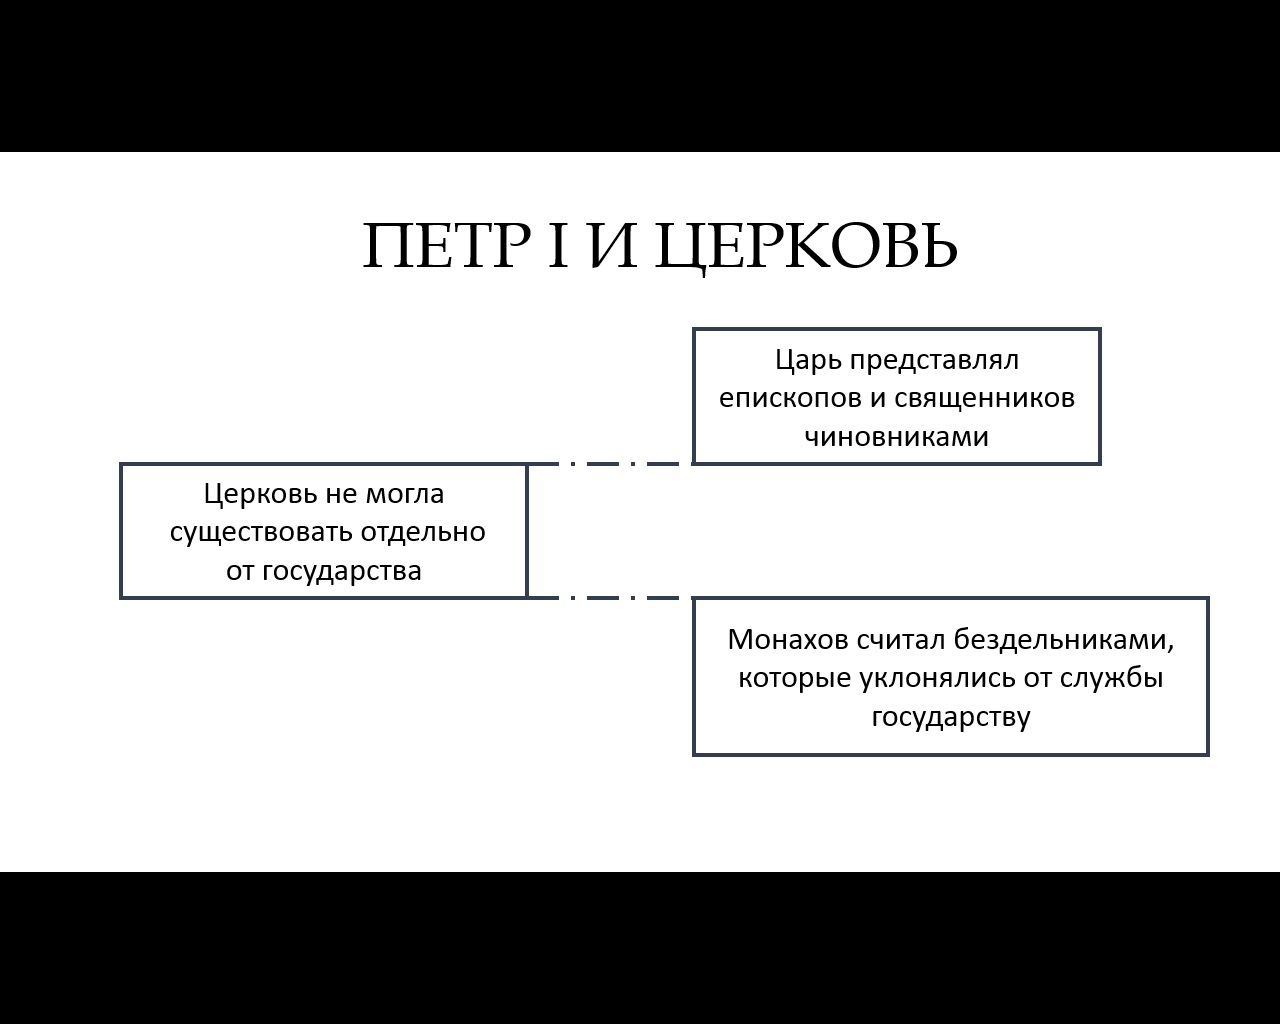 ПЕТР I И ЦЕРКОВЬ
Царь представлял
епископов и священников
чиновниками
Церковь не могла
существовать отдельно
от государства
Монахов считал бездельниками,
которые уклонялись от службы
государству